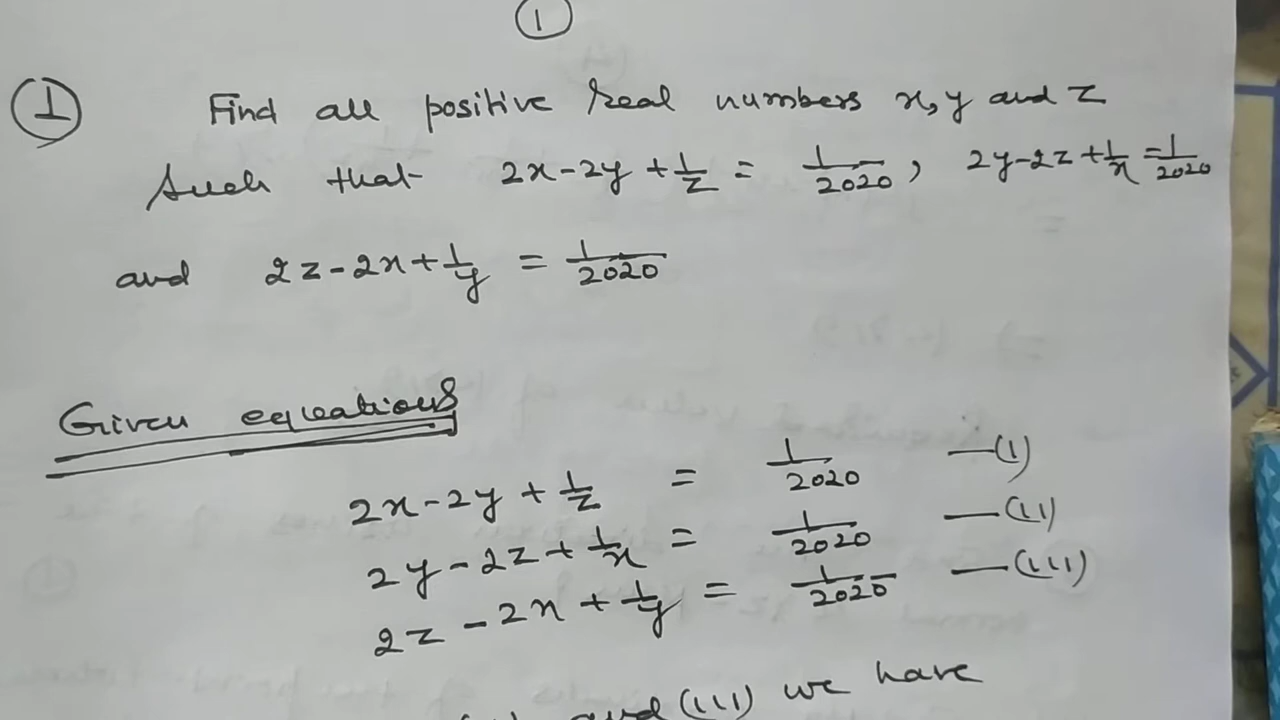 ①
① Find all positive real numbers x, y and z
Such that 2x-2y+1/z = 1/2020, 2y-2z+1/x = 1/2020
and 2z-2x+1/y = 1/2020
Given equations
2x-2y+1/z = 1/2020 —(I)
2y-2z+1/x = 1/2020 —(II)
2z-2x+1/y = 1/2020 —(III)
and (III) we have